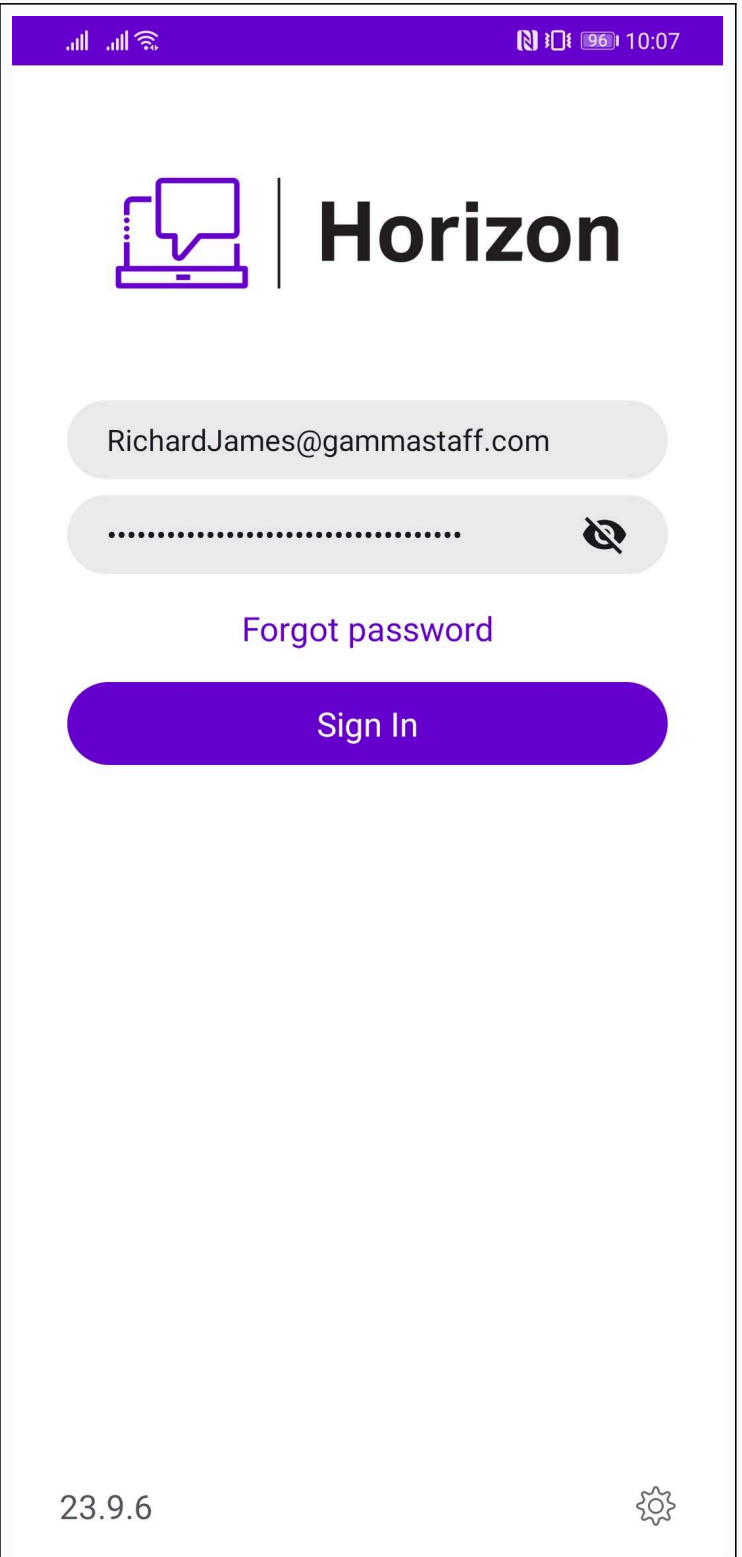 96 10:07
Horizon
RichardJames@gammastaff.com
••••••••••••••••••••••••••••••••••••
Forgot password
Sign In
23.9.6